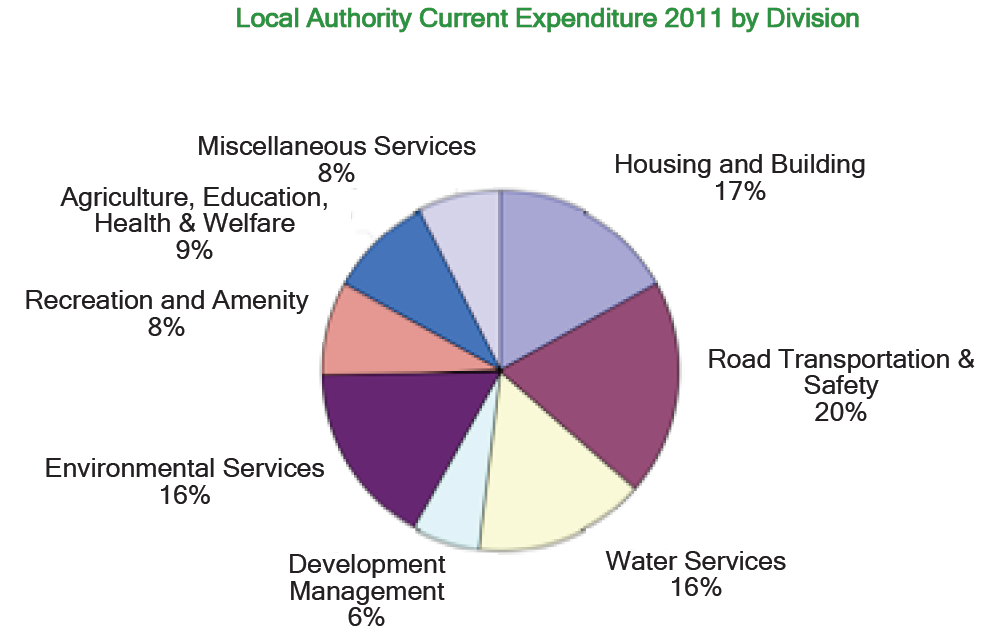 Local Authority Current Expenditure 2011 by Division
Miscellaneous Services
8%
Housing and Building
17%
Agriculture, Education,
Health & Welfare
9%
Recreation and Amenity
8%
Road Transportation &
Safety
20%
Environmental Services
16%
Water Services
16%
Development
Management
6%